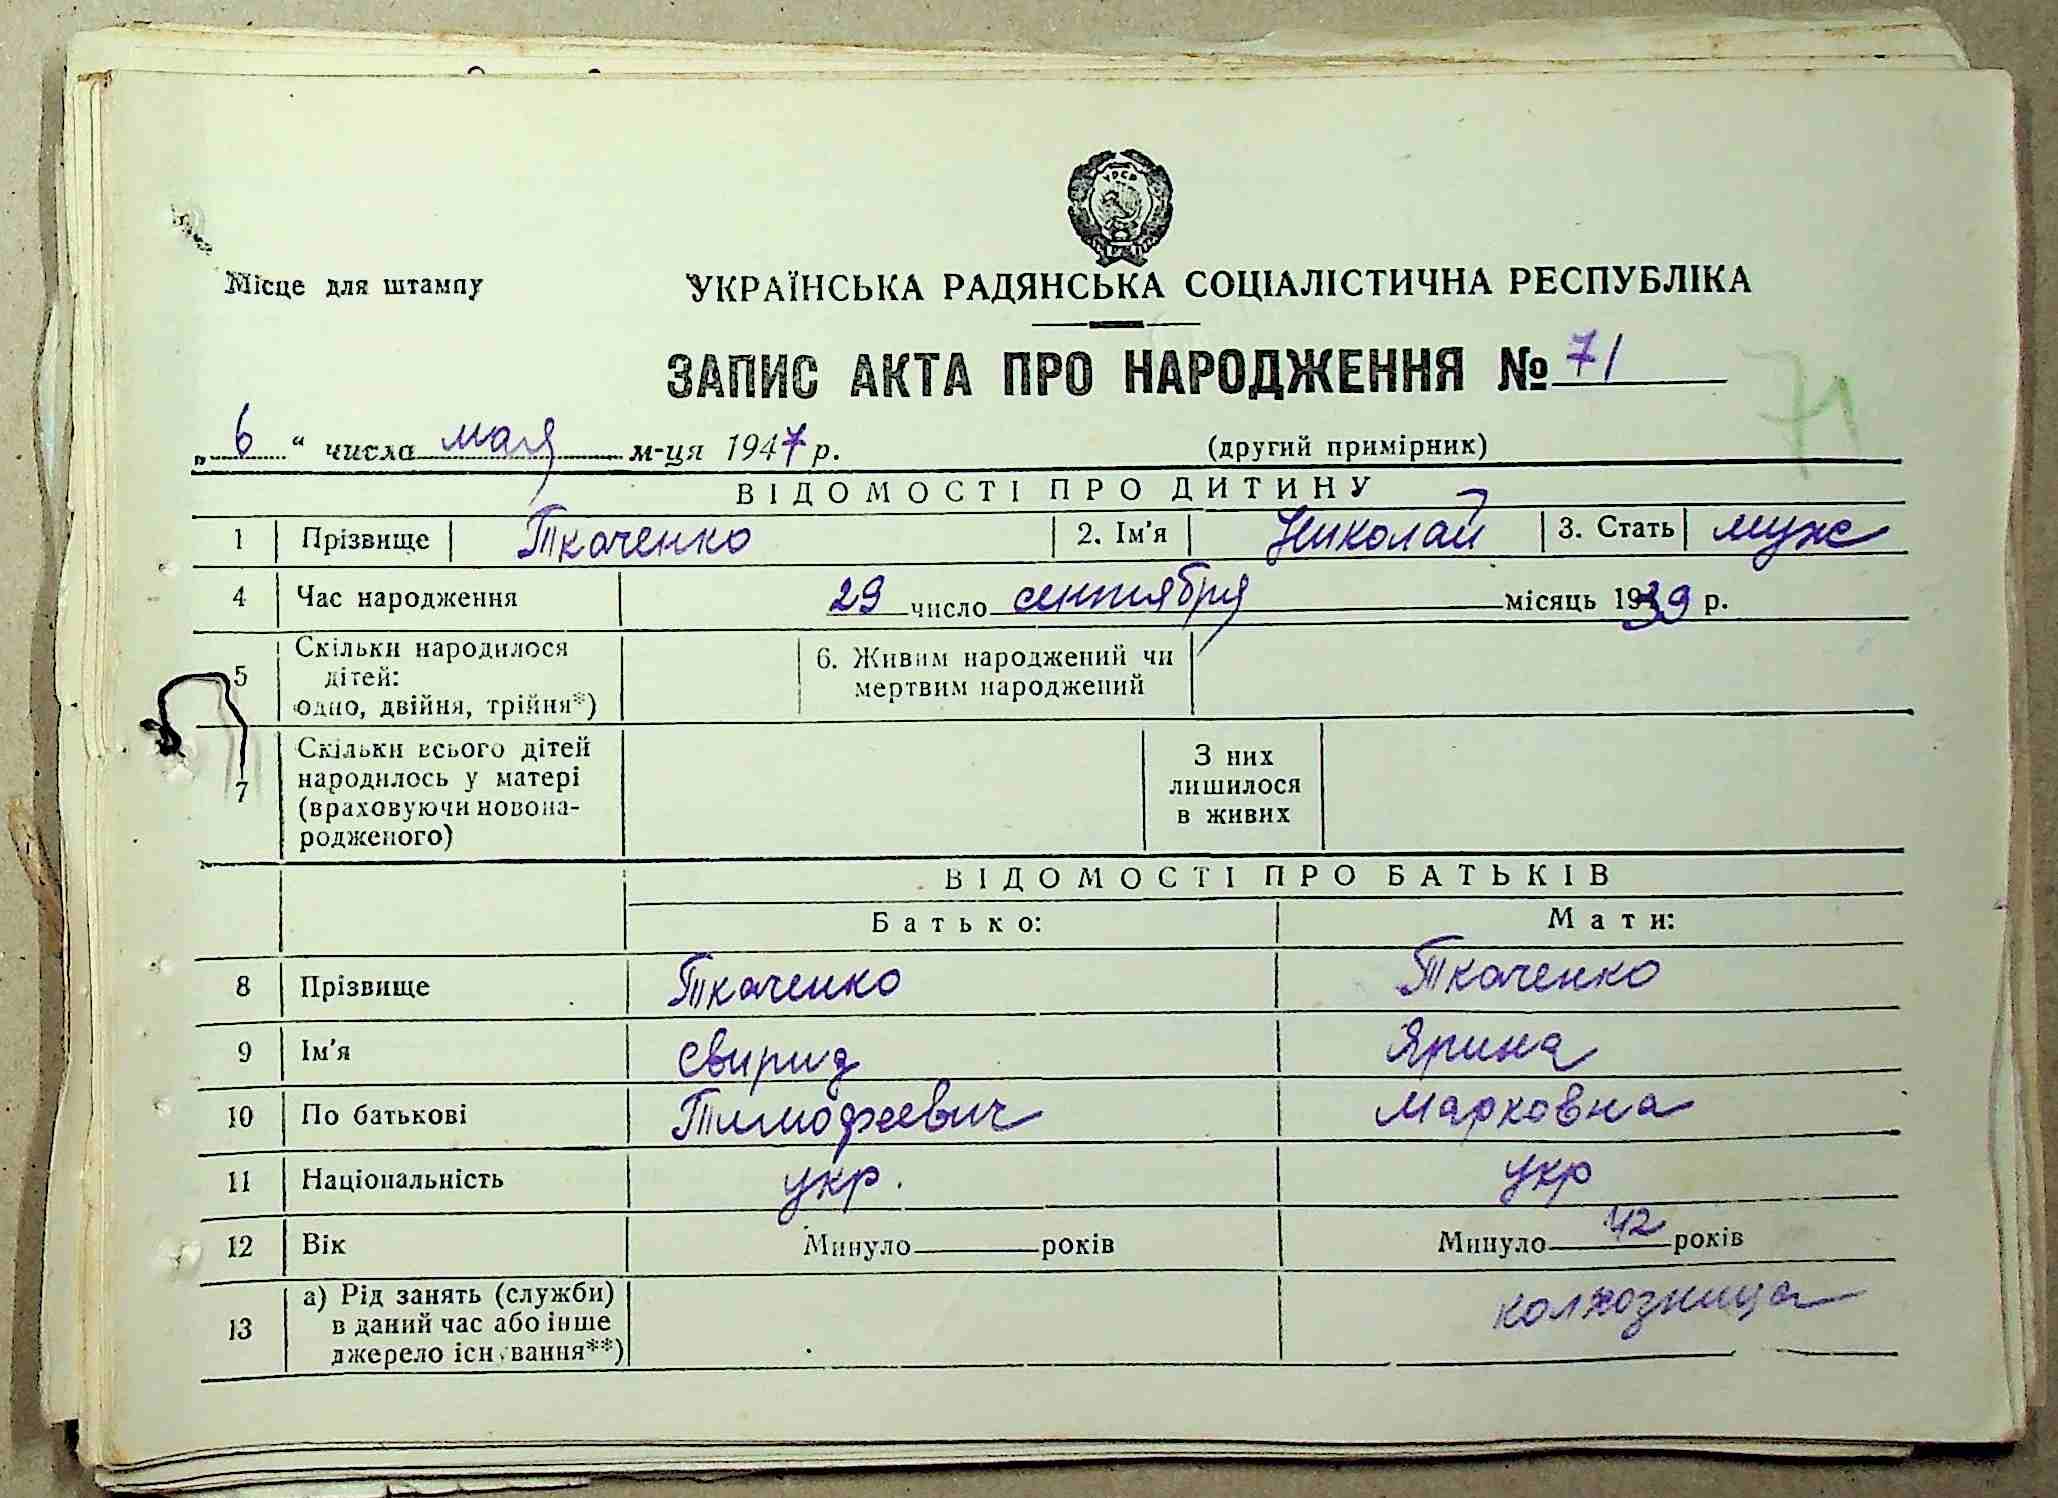 УРСР
Місце для штампу
УКРАЇНСЬКА РАДЯНСЬКА СОЦІАЛІСТИЧНА РЕСПУБЛІКА
ЗАПИС АКТА ПРО НАРОДЖЕННЯ № 71
71
„6“ числа мая м-ця 1947 р.
(другий примірник)
ВІДОМОСТІ ПРО ДИТИНУ
1 Прізвище Ткаченко 2. Ім'я Николай 3. Стать муж
4 Час народження 29 число сентября місяць 1939 р.
5 Скільки народилося
дітей:
одно, двійня, трійня*)
6. Живим народжений чи
мертвим народжений
7 Скільки всього дітей
народилось у матері
(враховуючи новона-
родженого)
З них
лишилося
в живих
ВІДОМОСТІ ПРО БАТЬКІВ
Батько: Мати:
8 Прізвище Ткаченко Ткаченко
9 Ім'я Свирид Ярина
10 По батькові Тимофеевич Марковна
11 Національність укр. укр
12 Вік Минуло років Минуло 42 років
13 а) Рід занять (служби)
в даний час або інше
джерело існування**)
колхозница